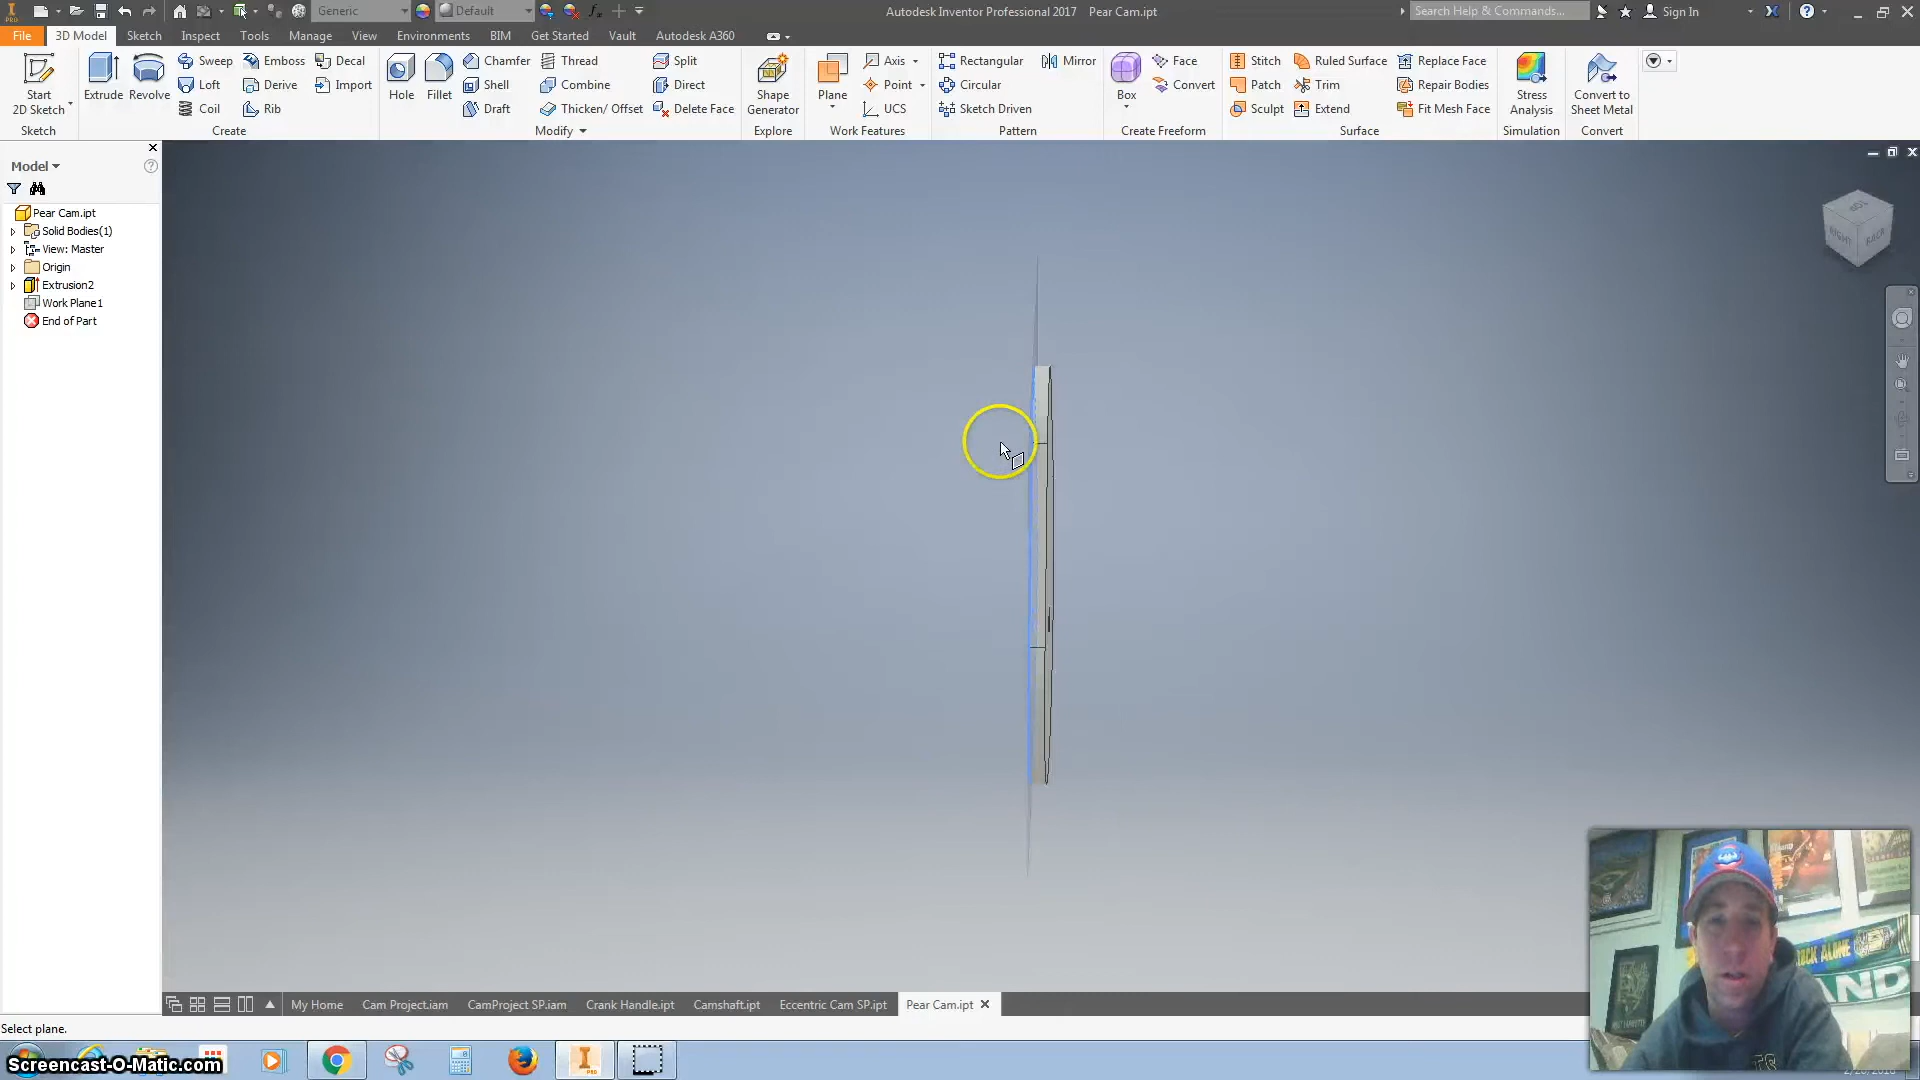 Generic
Default
Autodesk Inventor Professional 2017 Pear Cam.ipt
Search Help & Commands...
Sign In
File 3D Model Sketch Inspect Tools Manage View Environments BIM Get Started Vault Autodesk A360
Start 2D Sketch
Extrude Revolve Sweep Loft Coil Emboss Derive Rib Decal Import
Hole Fillet Chamfer Shell Draft Thread Combine Thicken/ Offset Split Direct Delete Face
Shape Generator
Plane Axis Point UCS
Rectangular Circular Sketch Driven Mirror
Box Face Convert
Stitch Patch Sculpt Ruled Surface Trim Extend Replace Face Repair Bodies Fit Mesh Face
Stress Analysis
Convert to Sheet Metal
Sketch Create Modify Explore Work Features Pattern Create Freeform Surface Simulation Convert
Model
Pear Cam.ipt
Solid Bodies(1)
View: Master
Origin
Extrusion2
Work Plane1
End of Part
TOP
RIGHT BACK
My Home Cam Project.iam CamProject SP.iam Crank Handle.ipt Camshaft.ipt Eccentric Cam SP.ipt Pear Cam.ipt
Select plane.
Screencast-O-Matic.com